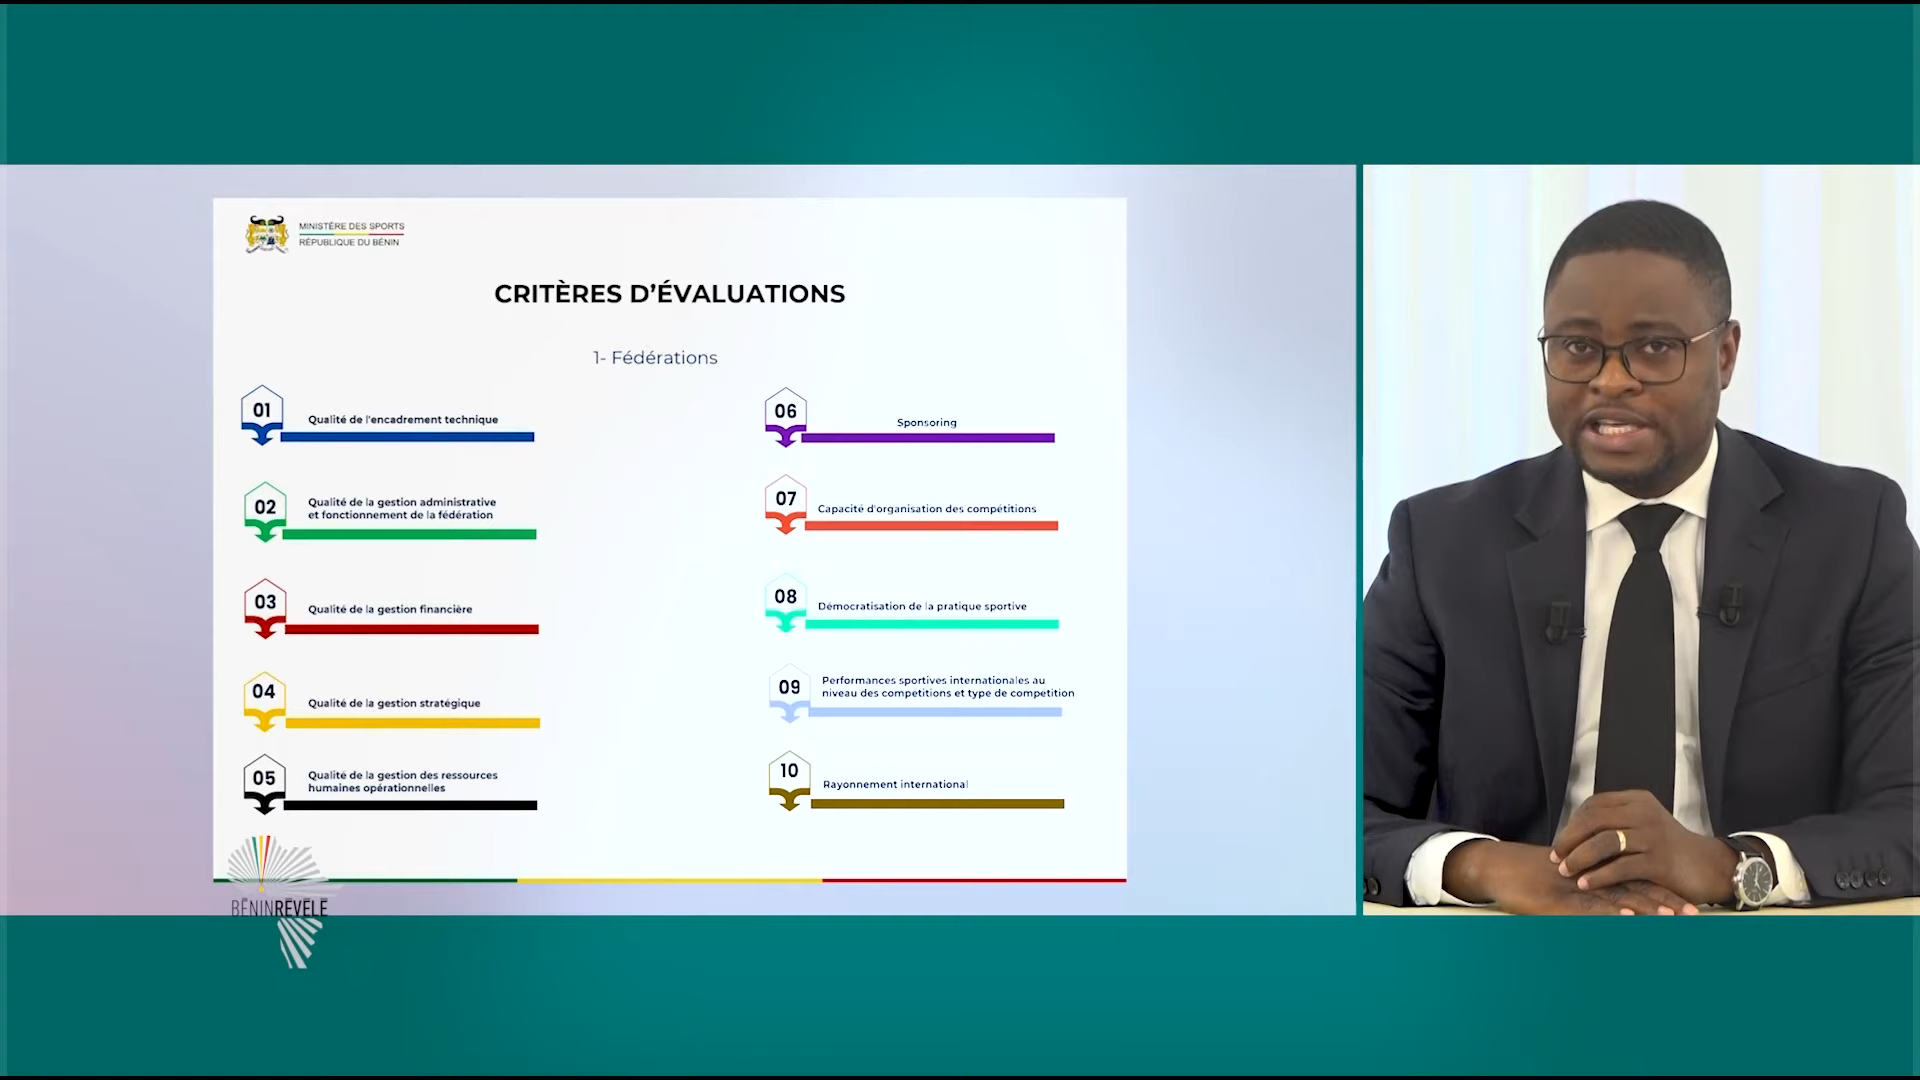 MINISTÈRE DES SPORTS
RÉPUBLIQUE DU BÉNIN
CRITÈRES D’ÉVALUATIONS
1- Fédérations
01
Qualité de l'encadrement technique
02
Qualité de la gestion administrative
et fonctionnement de la fédération
03
Qualité de la gestion financière
04
Qualité de la gestion stratégique
05
Qualité de la gestion des ressources
humaines opérationnelles
06
Sponsoring
07
Capacité d'organisation des compétitions
08
Démocratisation de la pratique sportive
09
Performances sportives internationales au
niveau des competitions et type de competition
10
Rayonnement international
BÉNINRÉVÉLÉ